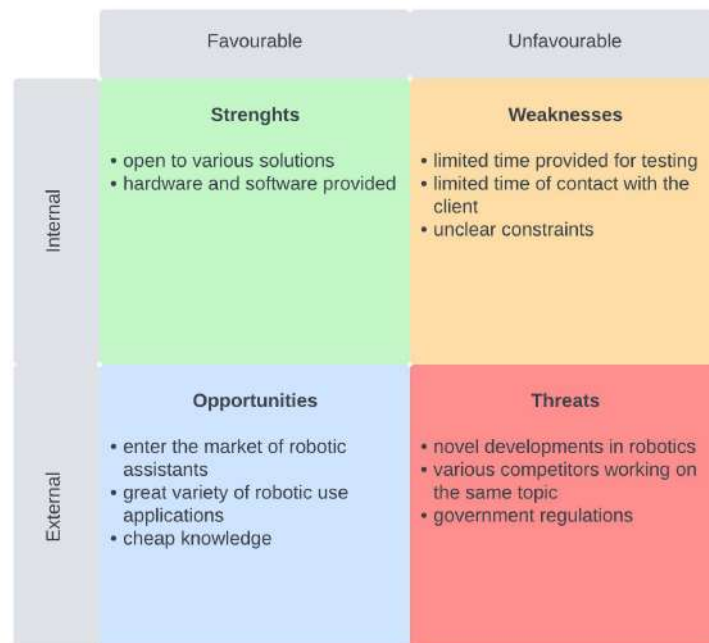 Favourable
Unfavourable
Internal
Strenghts
• open to various solutions
• hardware and software provided
Weaknesses
• limited time provided for testing
• limited time of contact with the
client
• unclear constraints
External
Opportunities
• enter the market of robotic
assistants
• great variety of robotic use
applications
• cheap knowledge
Threats
• novel developments in robotics
• various competitors working on
the same topic
• government regulations